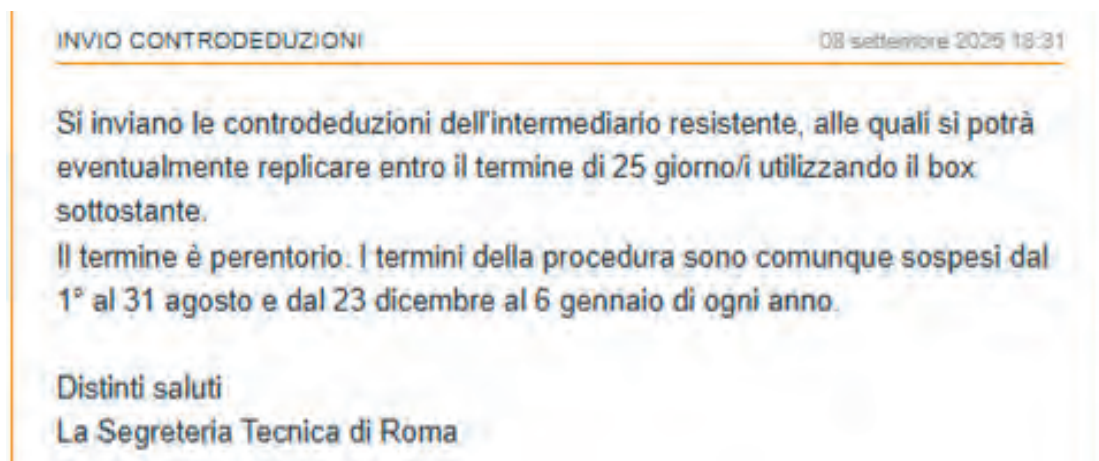 INVIO CONTRODEDUZIONI 08 settembre 2025 18:31
Si inviano le controdeduzioni dell'intermediario resistente, alle quali si potrà
eventualmente replicare entro il termine di 25 giorno/i utilizzando il box
sottostante.
Il termine è perentorio. I termini della procedura sono comunque sospesi dal
1° al 31 agosto e dal 23 dicembre al 6 gennaio di ogni anno.
Distinti saluti
La Segreteria Tecnica di Roma